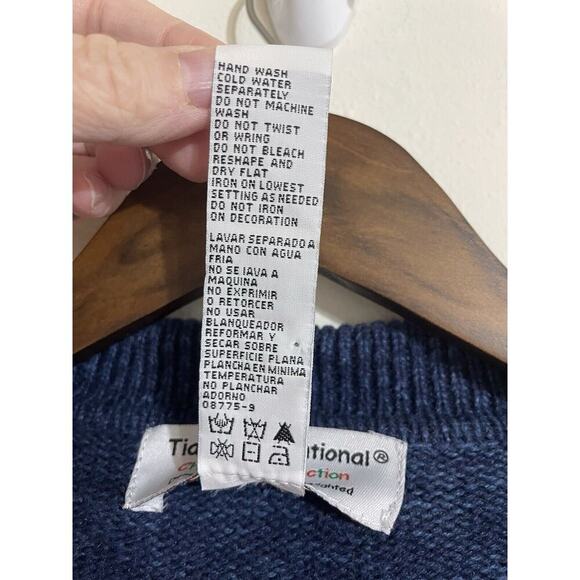 HAND WASH
COLD WATER
SEPARATELY
DO NOT MACHINE
WASH
DO NOT TWIST
OR WRING
DO NOT BLEACH
RESHAPE AND
DRY FLAT
IRON ON LOWEST
SETTING AS NEEDED
DO NOT IRON
ON DECORATION
LAVAR SEPARADO A
MANO CON AGUA
FRIA
NO SE IAVA A
MAQUINA
NO EXPRIMIR
O RETORCER
NO USAR
BLANQUEADOR
REFORMAR Y
SECAR SOBRE
SUPERFICIE PLANA
PLANCHA EN MINIMA
TEMPERATURA
NO PLANCHAR
ADORNO
08775-9